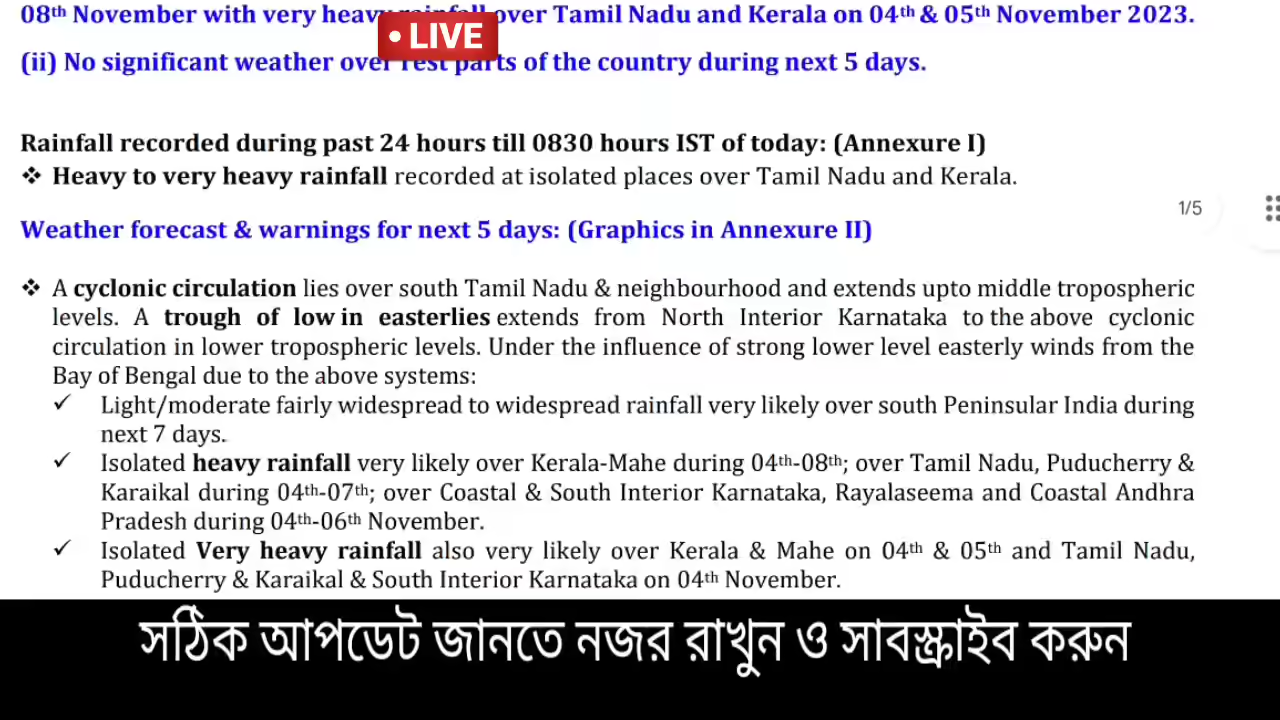 08th November with very heavy rainfall over Tamil Nadu and Kerala on 04th & 05th November 2023.
• LIVE
(ii) No significant weather over rest parts of the country during next 5 days.
Rainfall recorded during past 24 hours till 0830 hours IST of today: (Annexure I)
❖ Heavy to very heavy rainfall recorded at isolated places over Tamil Nadu and Kerala.
1/5
Weather forecast & warnings for next 5 days: (Graphics in Annexure II)
❖ A cyclonic circulation lies over south Tamil Nadu & neighbourhood and extends upto middle tropospheric
levels. A trough of low in easterlies extends from North Interior Karnataka to the above cyclonic
circulation in lower tropospheric levels. Under the influence of strong lower level easterly winds from the
Bay of Bengal due to the above systems:
✓ Light/moderate fairly widespread to widespread rainfall very likely over south Peninsular India during
next 7 days.
✓ Isolated heavy rainfall very likely over Kerala-Mahe during 04th-08th; over Tamil Nadu, Puducherry &
Karaikal during 04th-07th; over Coastal & South Interior Karnataka, Rayalaseema and Coastal Andhra
Pradesh during 04th-06th November.
✓ Isolated Very heavy rainfall also very likely over Kerala & Mahe on 04th & 05th and Tamil Nadu,
Puducherry & Karaikal & South Interior Karnataka on 04th November.
সঠিক আপডেট জানতে নজর রাখুন ও সাবস্ক্রাইব করুন